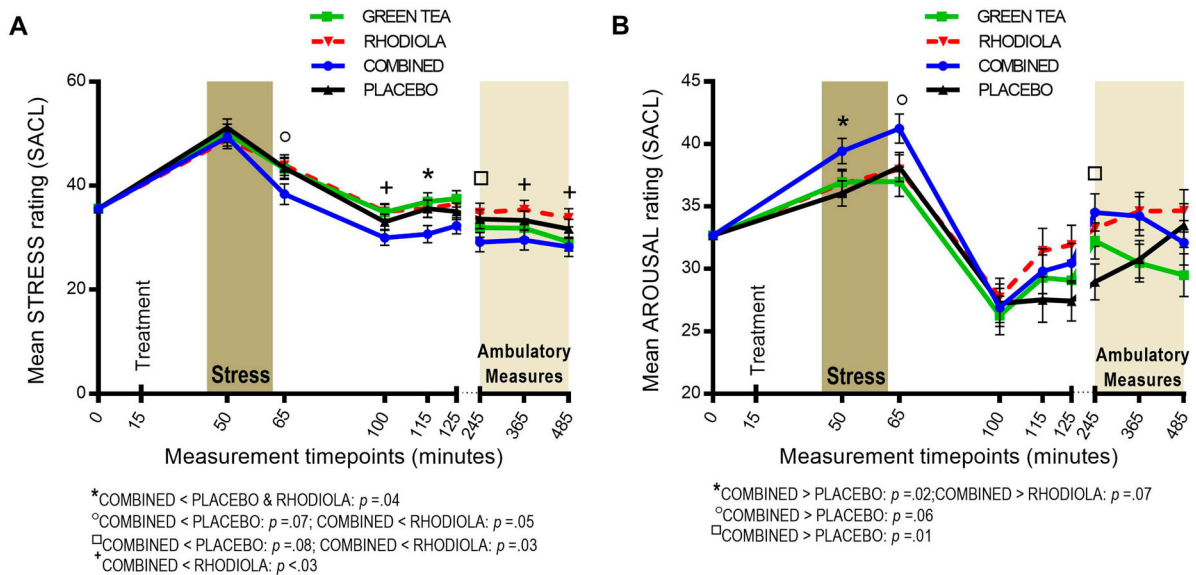 A
GREEN TEA
RHODIOLA
COMBINED
PLACEBO
Mean STRESS rating (SACL)
60
40
20
0
Treatment
Stress
Ambulatory
Measures
○
+
*
□
+
+
0
15
50
65
100
115
125
245
365
485
Measurement timepoints (minutes)
*COMBINED < PLACEBO & RHODIOLA: p =.04
○COMBINED < PLACEBO: p =.07; COMBINED < RHODIOLA: p =.05
□COMBINED < PLACEBO: p =.08; COMBINED < RHODIOLA: p =.03
+COMBINED < RHODIOLA: p <.03
B
GREEN TEA
RHODIOLA
COMBINED
PLACEBO
Mean AROUSAL rating (SACL)
45
40
35
30
25
20
Treatment
Stress
Ambulatory
Measures
*
○
□
0
15
50
65
100
115
125
245
365
485
Measurement timepoints (minutes)
*COMBINED > PLACEBO: p =.02;COMBINED > RHODIOLA: p =.07
○COMBINED > PLACEBO: p =.06
□COMBINED > PLACEBO: p =.01